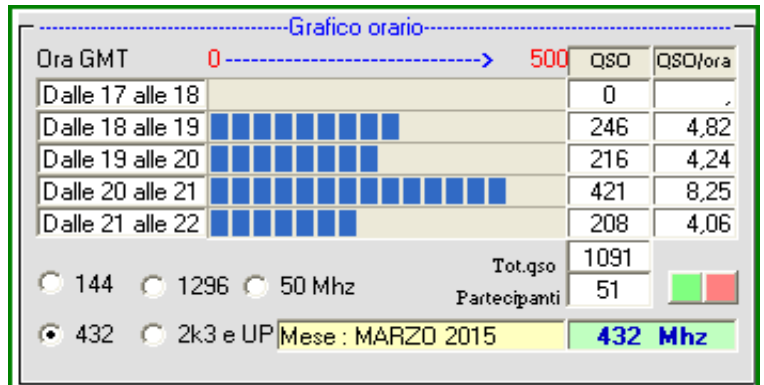 Grafico orario
Ora GMT 0 ----------------------------> 500 QSO QSO/ora
Dalle 17 alle 18 0 ,
Dalle 18 alle 19 246 4,82
Dalle 19 alle 20 216 4,24
Dalle 20 alle 21 421 8,25
Dalle 21 alle 22 208 4,06
Tot.qso 1091
144 1296 50 Mhz Partecipanti 51
432 2k3 e UP Mese : MARZO 2015 432 Mhz